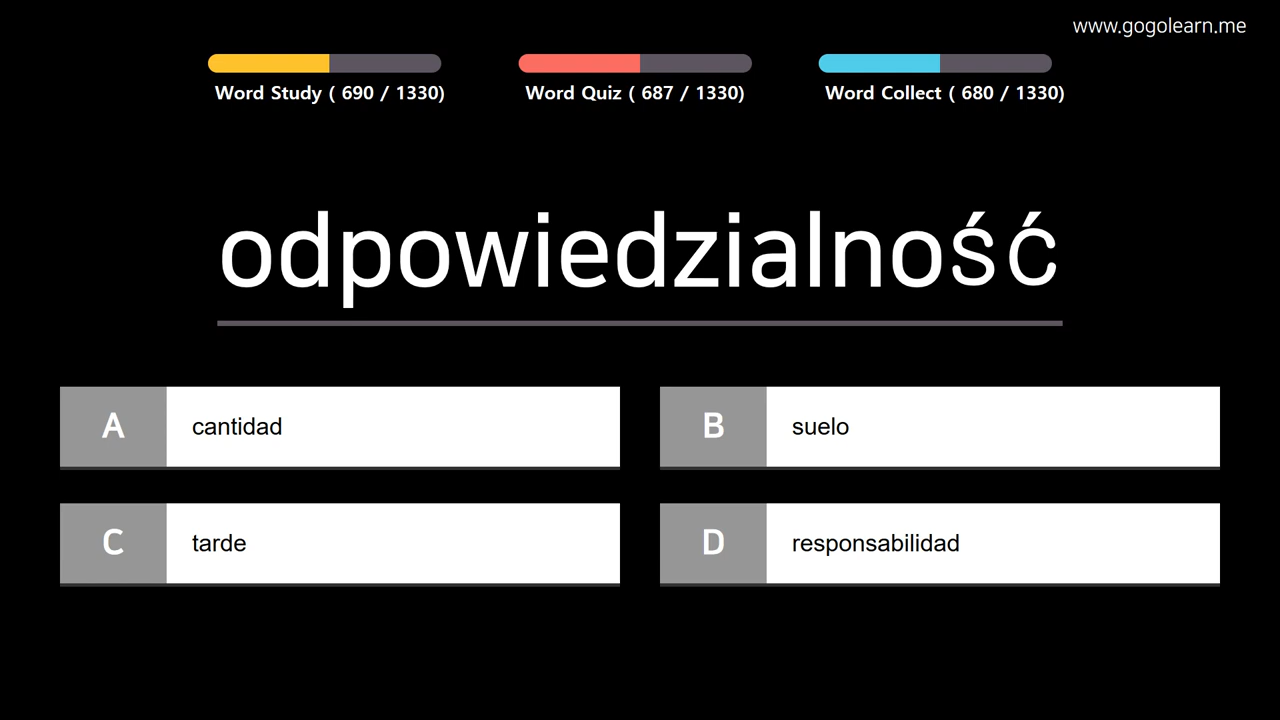 www.gogolearn.me
Word Study ( 690 / 1330)
Word Quiz ( 687 / 1330)
Word Collect ( 680 / 1330)
odpowiedzialność
A cantidad
B suelo
C tarde
D responsabilidad